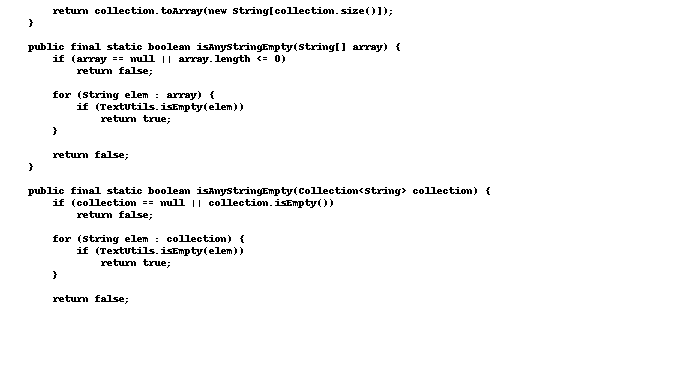 return collection.toArray(new String[collection.size()]);
    }

    public final static boolean isAnyStringEmpty(String[] array) {
        if (array == null || array.length <= 0)
            return false;

        for (String elem : array) {
            if (TextUtils.isEmpty(elem))
                return true;
        }

        return false;
    }

    public final static boolean isAnyStringEmpty(Collection<String> collection) {
        if (collection == null || collection.isEmpty())
            return false;

        for (String elem : collection) {
            if (TextUtils.isEmpty(elem))
                return true;
        }

        return false;